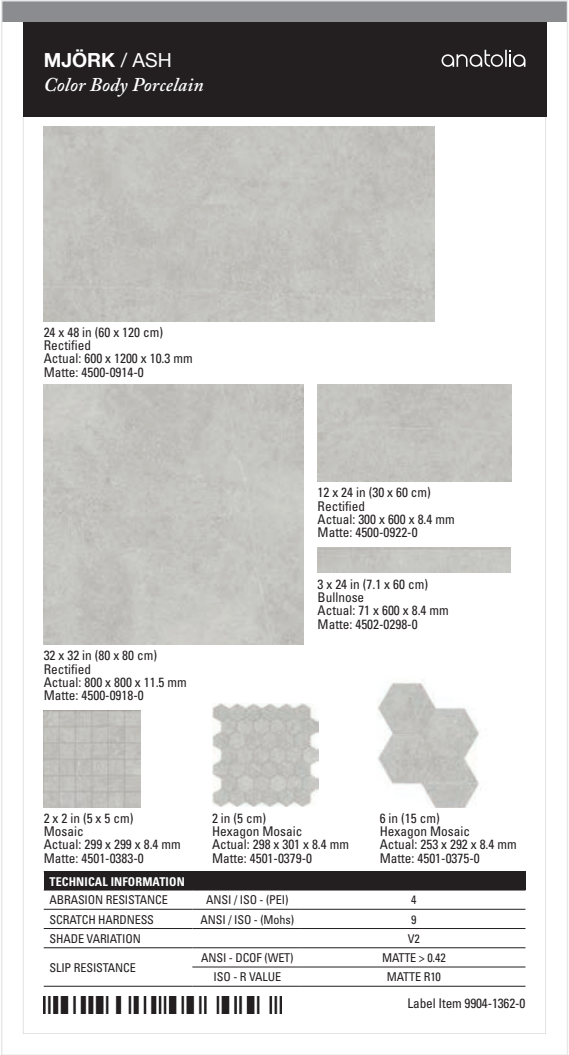 MJÖRK / ASH
anatolia
Color Body Porcelain
24 x 48 in (60 x 120 cm)
Rectified
Actual: 600 x 1200 x 10.3 mm
Matte: 4500-0914-0
12 x 24 in (30 x 60 cm)
Rectified
Actual: 300 x 600 x 8.4 mm
Matte: 4500-0922-0
3 x 24 in (7.1 x 60 cm)
Bullnose
Actual: 71 x 600 x 8.4 mm
Matte: 4502-0298-0
32 x 32 in (80 x 80 cm)
Rectified
Actual: 800 x 800 x 11.5 mm
Matte: 4500-0918-0
2 x 2 in (5 x 5 cm)
Mosaic
Actual: 299 x 299 x 8.4 mm
Matte: 4501-0383-0
2 in (5 cm)
Hexagon Mosaic
Actual: 298 x 301 x 8.4 mm
Matte: 4501-0379-0
6 in (15 cm)
Hexagon Mosaic
Actual: 253 x 292 x 8.4 mm
Matte: 4501-0375-0
TECHNICAL INFORMATION
ABRASION RESISTANCE ANSI / ISO - (PEI) 4
SCRATCH HARDNESS ANSI / ISO - (Mohs) 9
SHADE VARIATION V2
SLIP RESISTANCE ANSI - DCOF (WET) MATTE > 0.42
ISO - R VALUE MATTE R10
Label Item 9904-1362-0